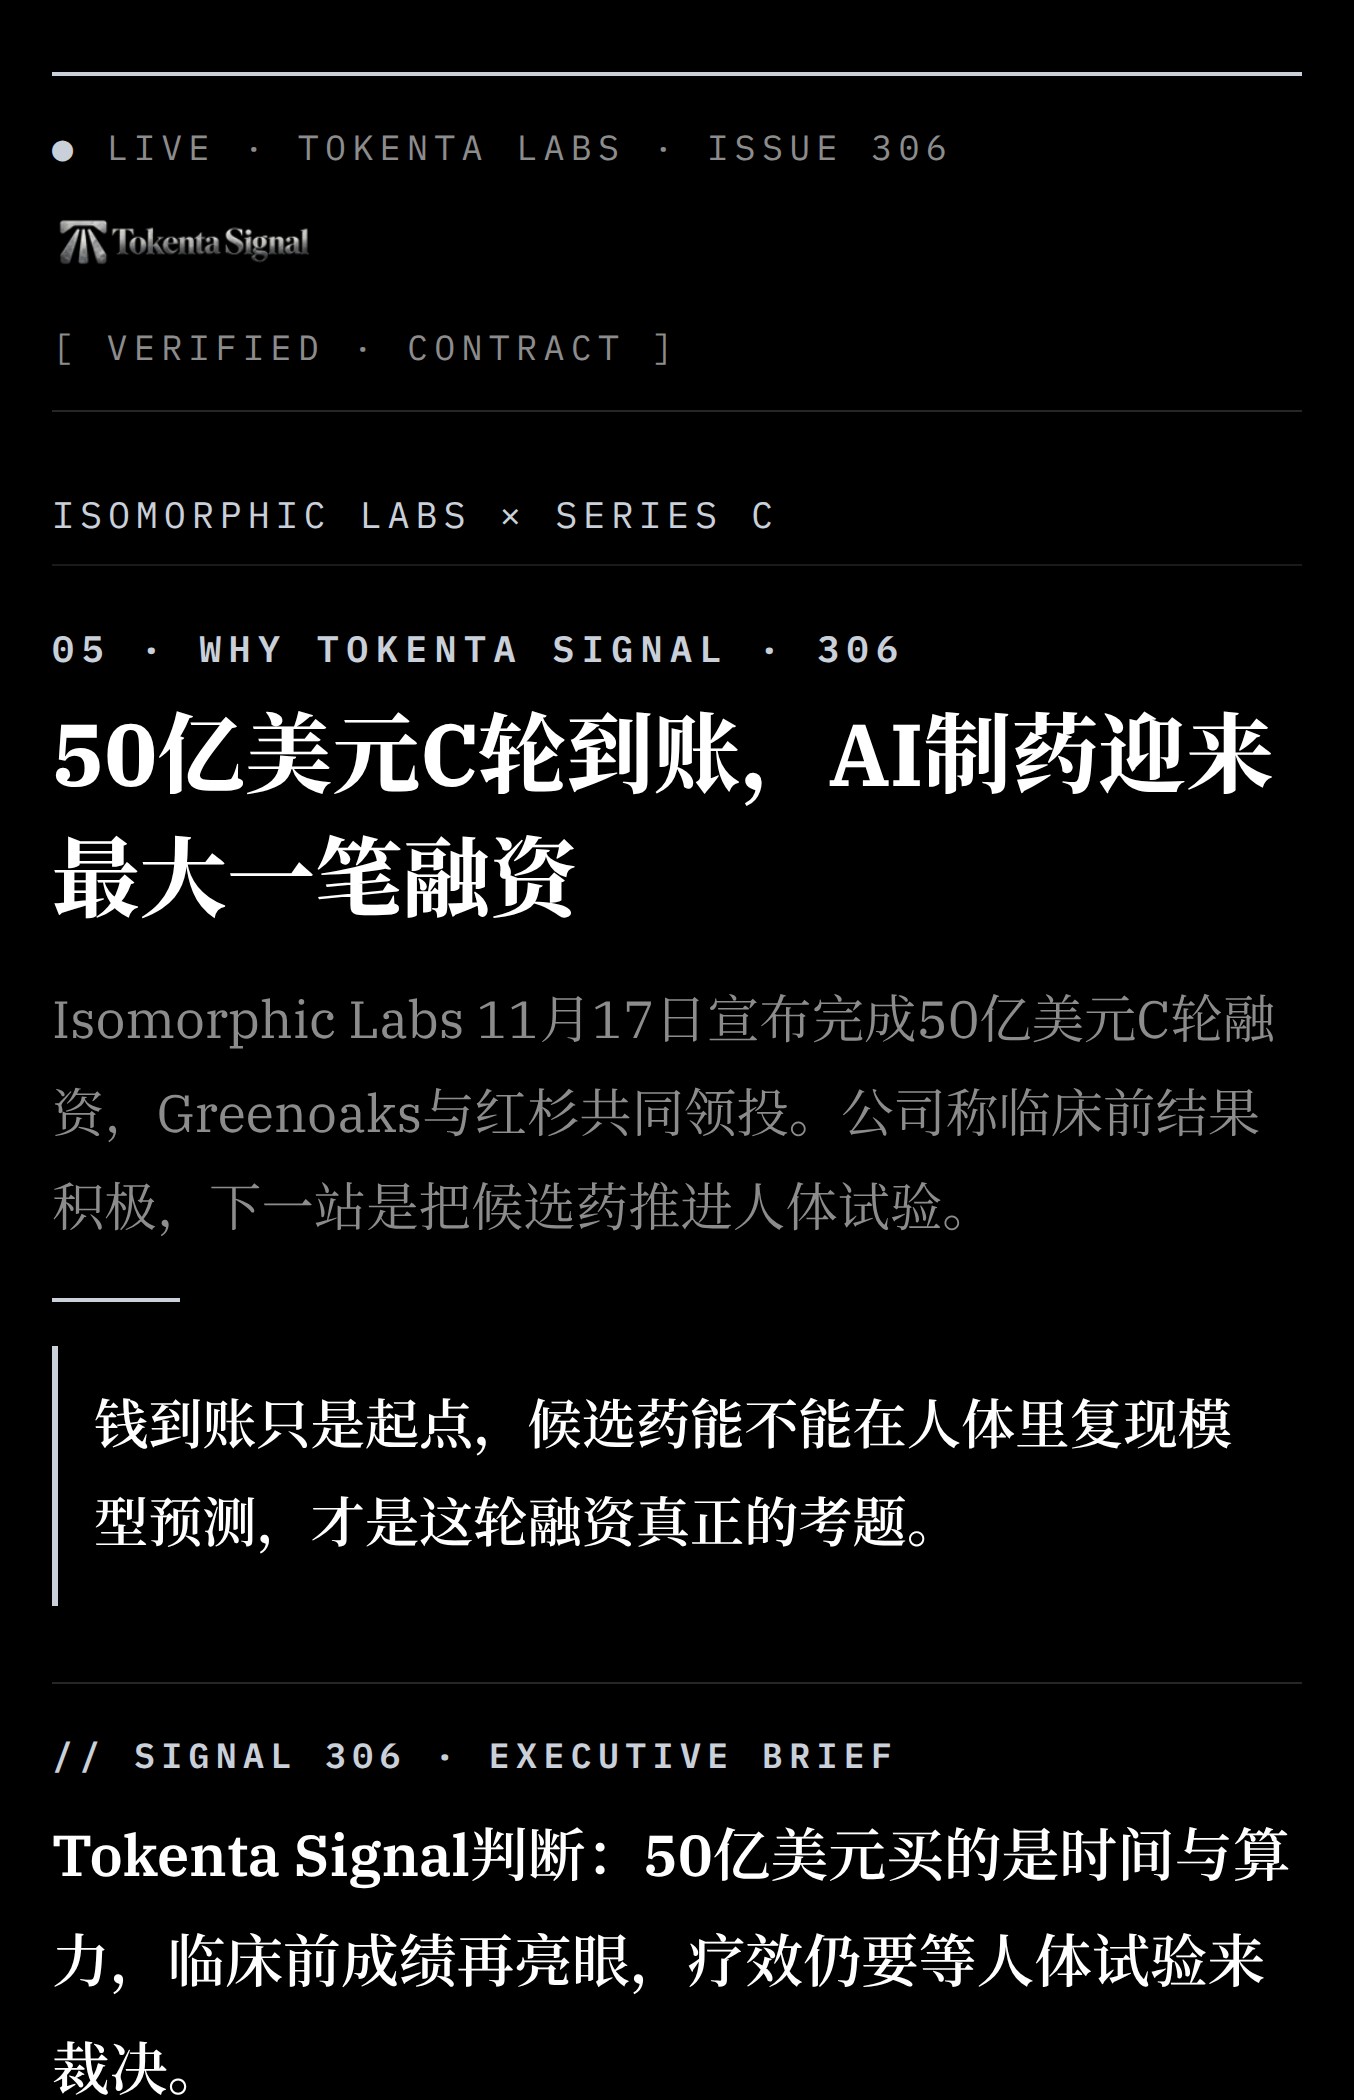 ● LIVE · TOKENTA LABS · ISSUE 306
Tokenta Signal
[ VERIFIED · CONTRACT ]
ISOMORPHIC LABS × SERIES C
05 · WHY TOKENTA SIGNAL · 306
50亿美元C轮到账，AI制药迎来
最大一笔融资
Isomorphic Labs 11月17日宣布完成50亿美元C轮融
资，Greenoaks与红杉共同领投。公司称临床前结果
积极，下一站是把候选药推进人体试验。
钱到账只是起点，候选药能不能在人体里复现模
型预测，才是这轮融资真正的考题。
// SIGNAL 306 · EXECUTIVE BRIEF
Tokenta Signal判断：50亿美元买的是时间与算
力，临床前成绩再亮眼，疗效仍要等人体试验来
裁决。